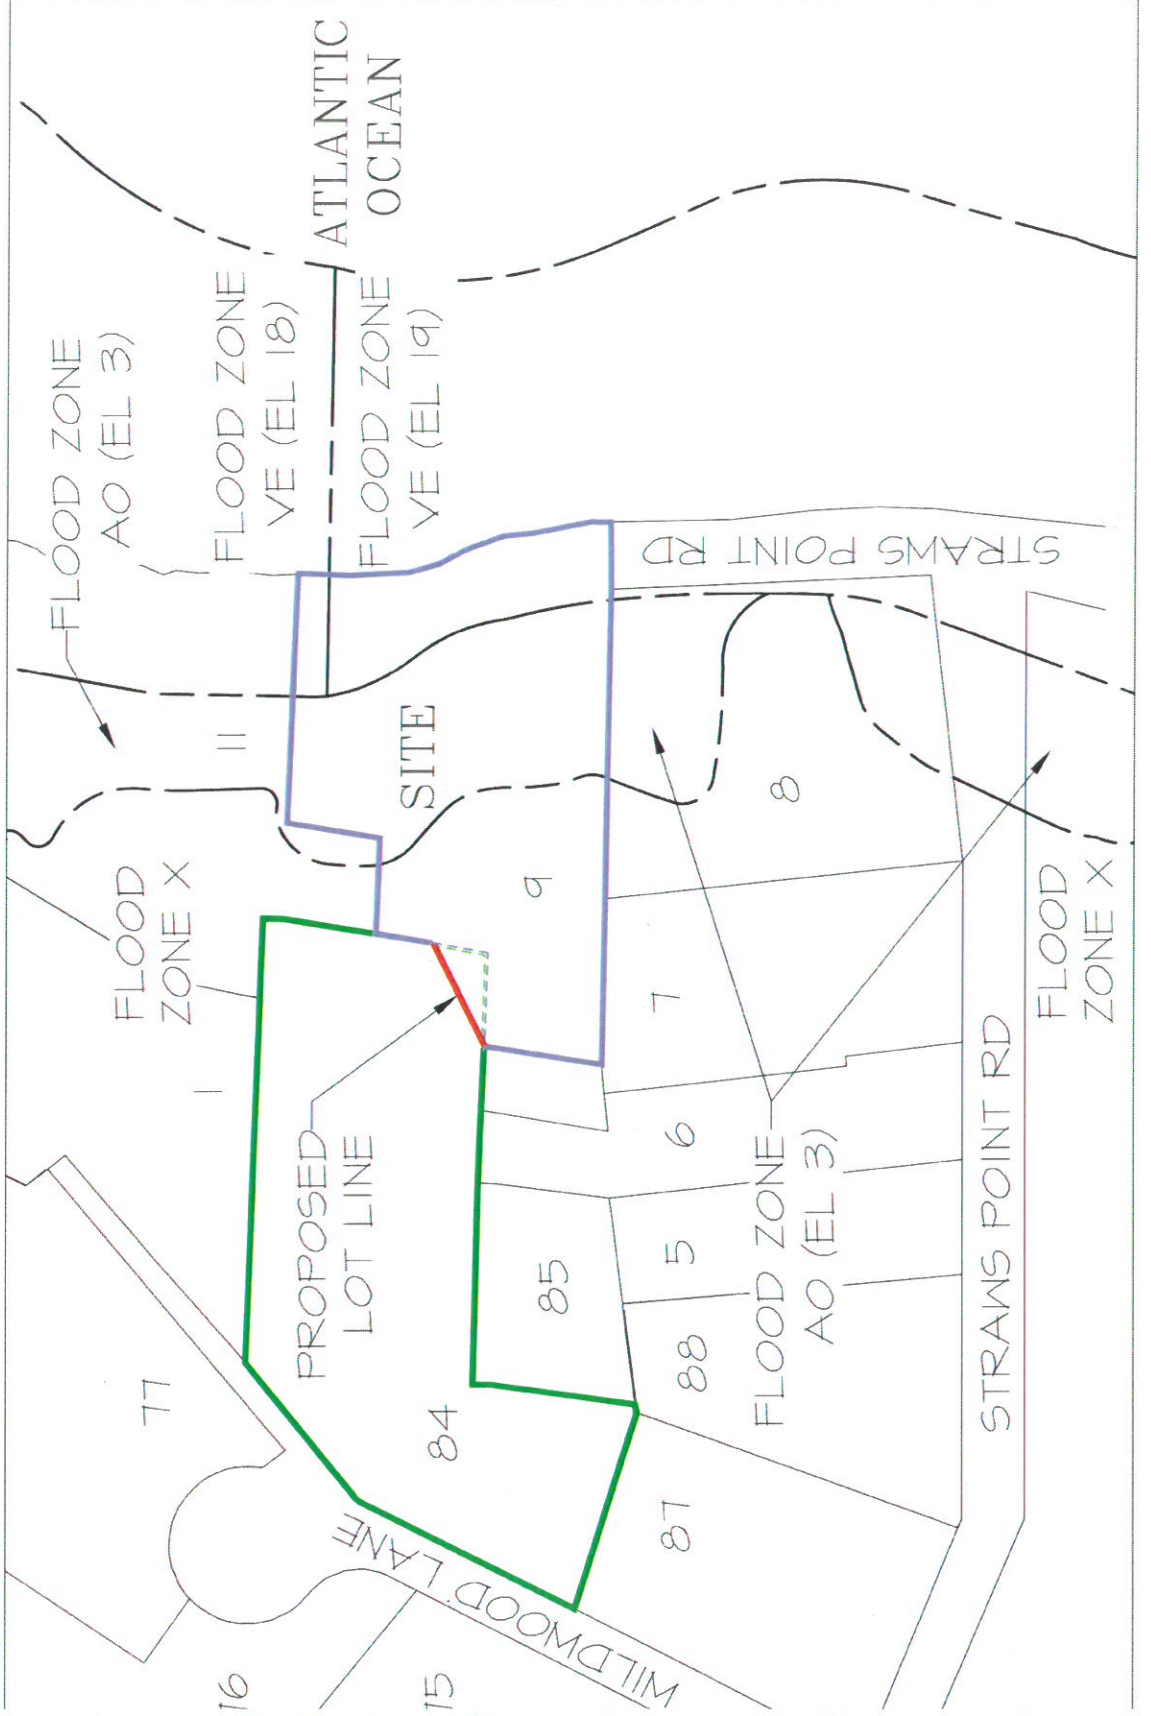 ATLANTIC
OCEAN
FLOOD ZONE
AO (EL 3)
FLOOD ZONE
VE (EL 18)
FLOOD ZONE
VE (EL 19)
STRAWS POINT RD
SITE
11
8
9
FLOOD
ZONE X
FLOOD
ZONE X
7
1
PROPOSED
LOT LINE
6
FLOOD ZONE
AO (EL 3)
5
85
88
84
77
87
STRAWS POINT RD
WILDWOOD LANE
16
15